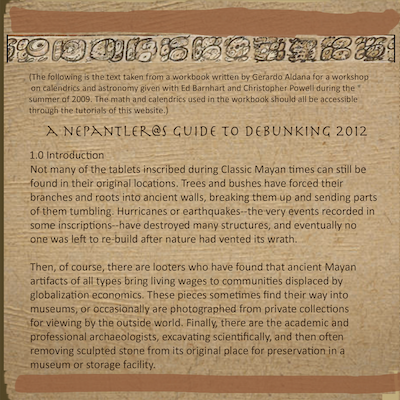 (The following is the text taken from a workbook written by Gerardo Aldana for a workshop
on calendrics and astronomy given with Ed Barnhart and Christopher Powell during the "
summer of 2009. The math and calendrics used in the workbook should all be accessible
through the tutorials of this website.)
A NEPANTLER@S GUIDE TO DEBUNKING 2012
1.0 Introduction
Not many of the tablets inscribed during Classic Mayan times can still be
found in their original locations. Trees and bushes have forced their
branches and roots into ancient walls, breaking them up and sending parts
of them tumbling. Hurricanes or earthquakes--the very events recorded in
some inscriptions--have destroyed many structures, and eventually no
one was left to re-build after nature had vented its wrath.
Then, of course, there are looters who have found that ancient Mayan
artifacts of all types bring living wages to communities displaced by
globalization economics. These pieces sometimes find their way into
museums, or occasionally are photographed from private collections
for viewing by the outside world. Finally, there are the academic and
professional archaeologists, excavating scientifically, and then often
removing sculpted stone from its original place for preservation in a
museum or storage facility.